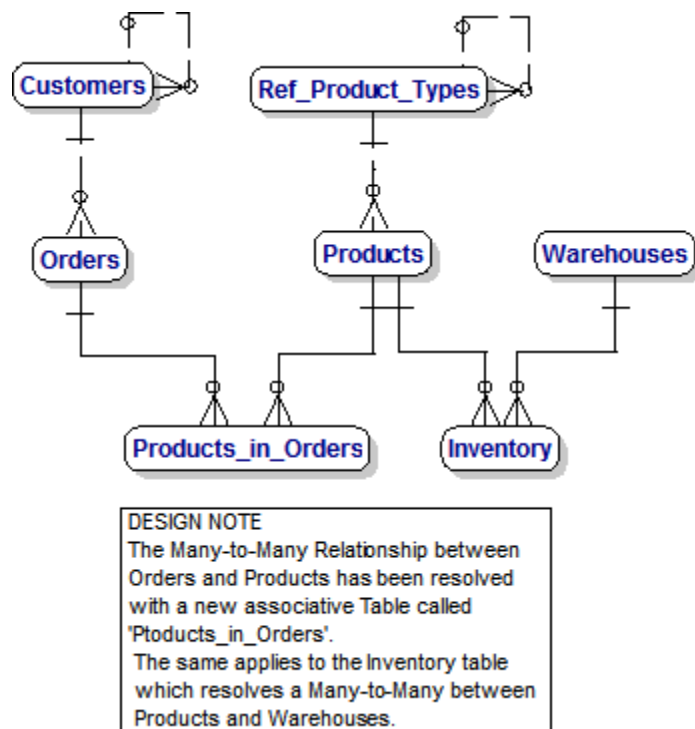 Customers
Ref_Product_Types
Orders
Products
Warehouses
Products_in_Orders
Inventory
DESIGN NOTE
The Many-to-Many Relationship between
Orders and Products has been resolved
with a new associative Table called
'Ptoducts_in_Orders'.
The same applies to the Inventory table
which resolves a Many-to-Many between
Products and Warehouses.